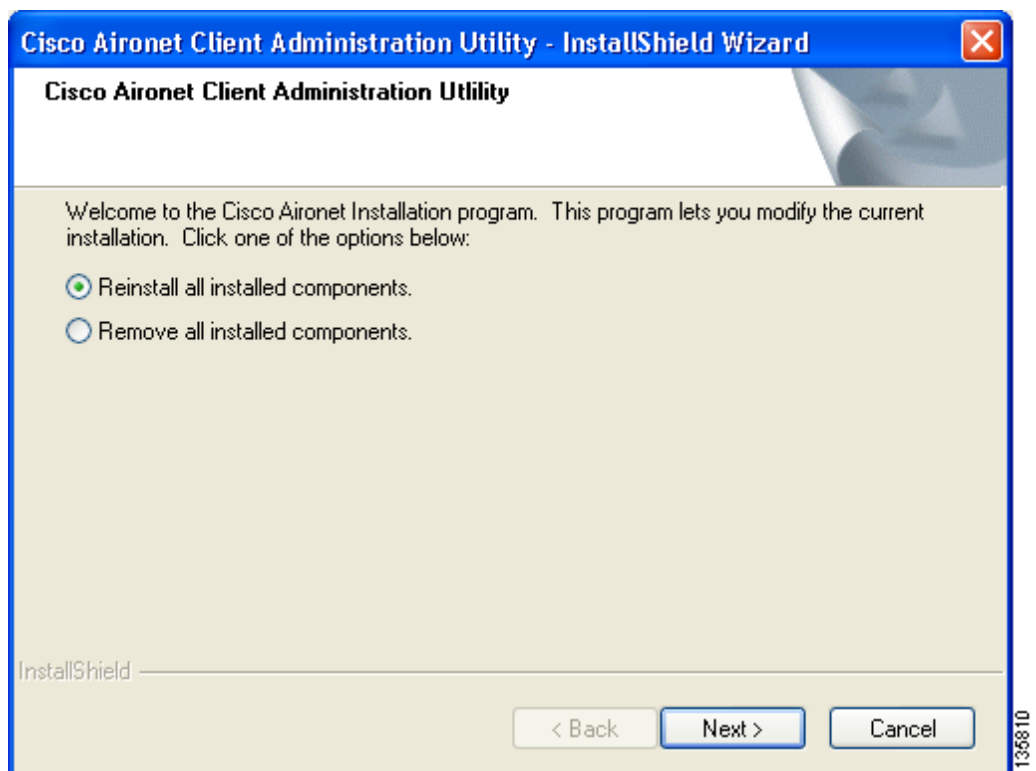 Cisco Aironet Client Administration Utility - InstallShield Wizard
Cisco Aironet Client Administration Utlility
Welcome to the Cisco Aironet Installation program.  This program lets you modify the current
installation.  Click one of the options below:
Reinstall all installed components.
Remove all installed components.
InstallShield
< Back
Next >
Cancel
135810